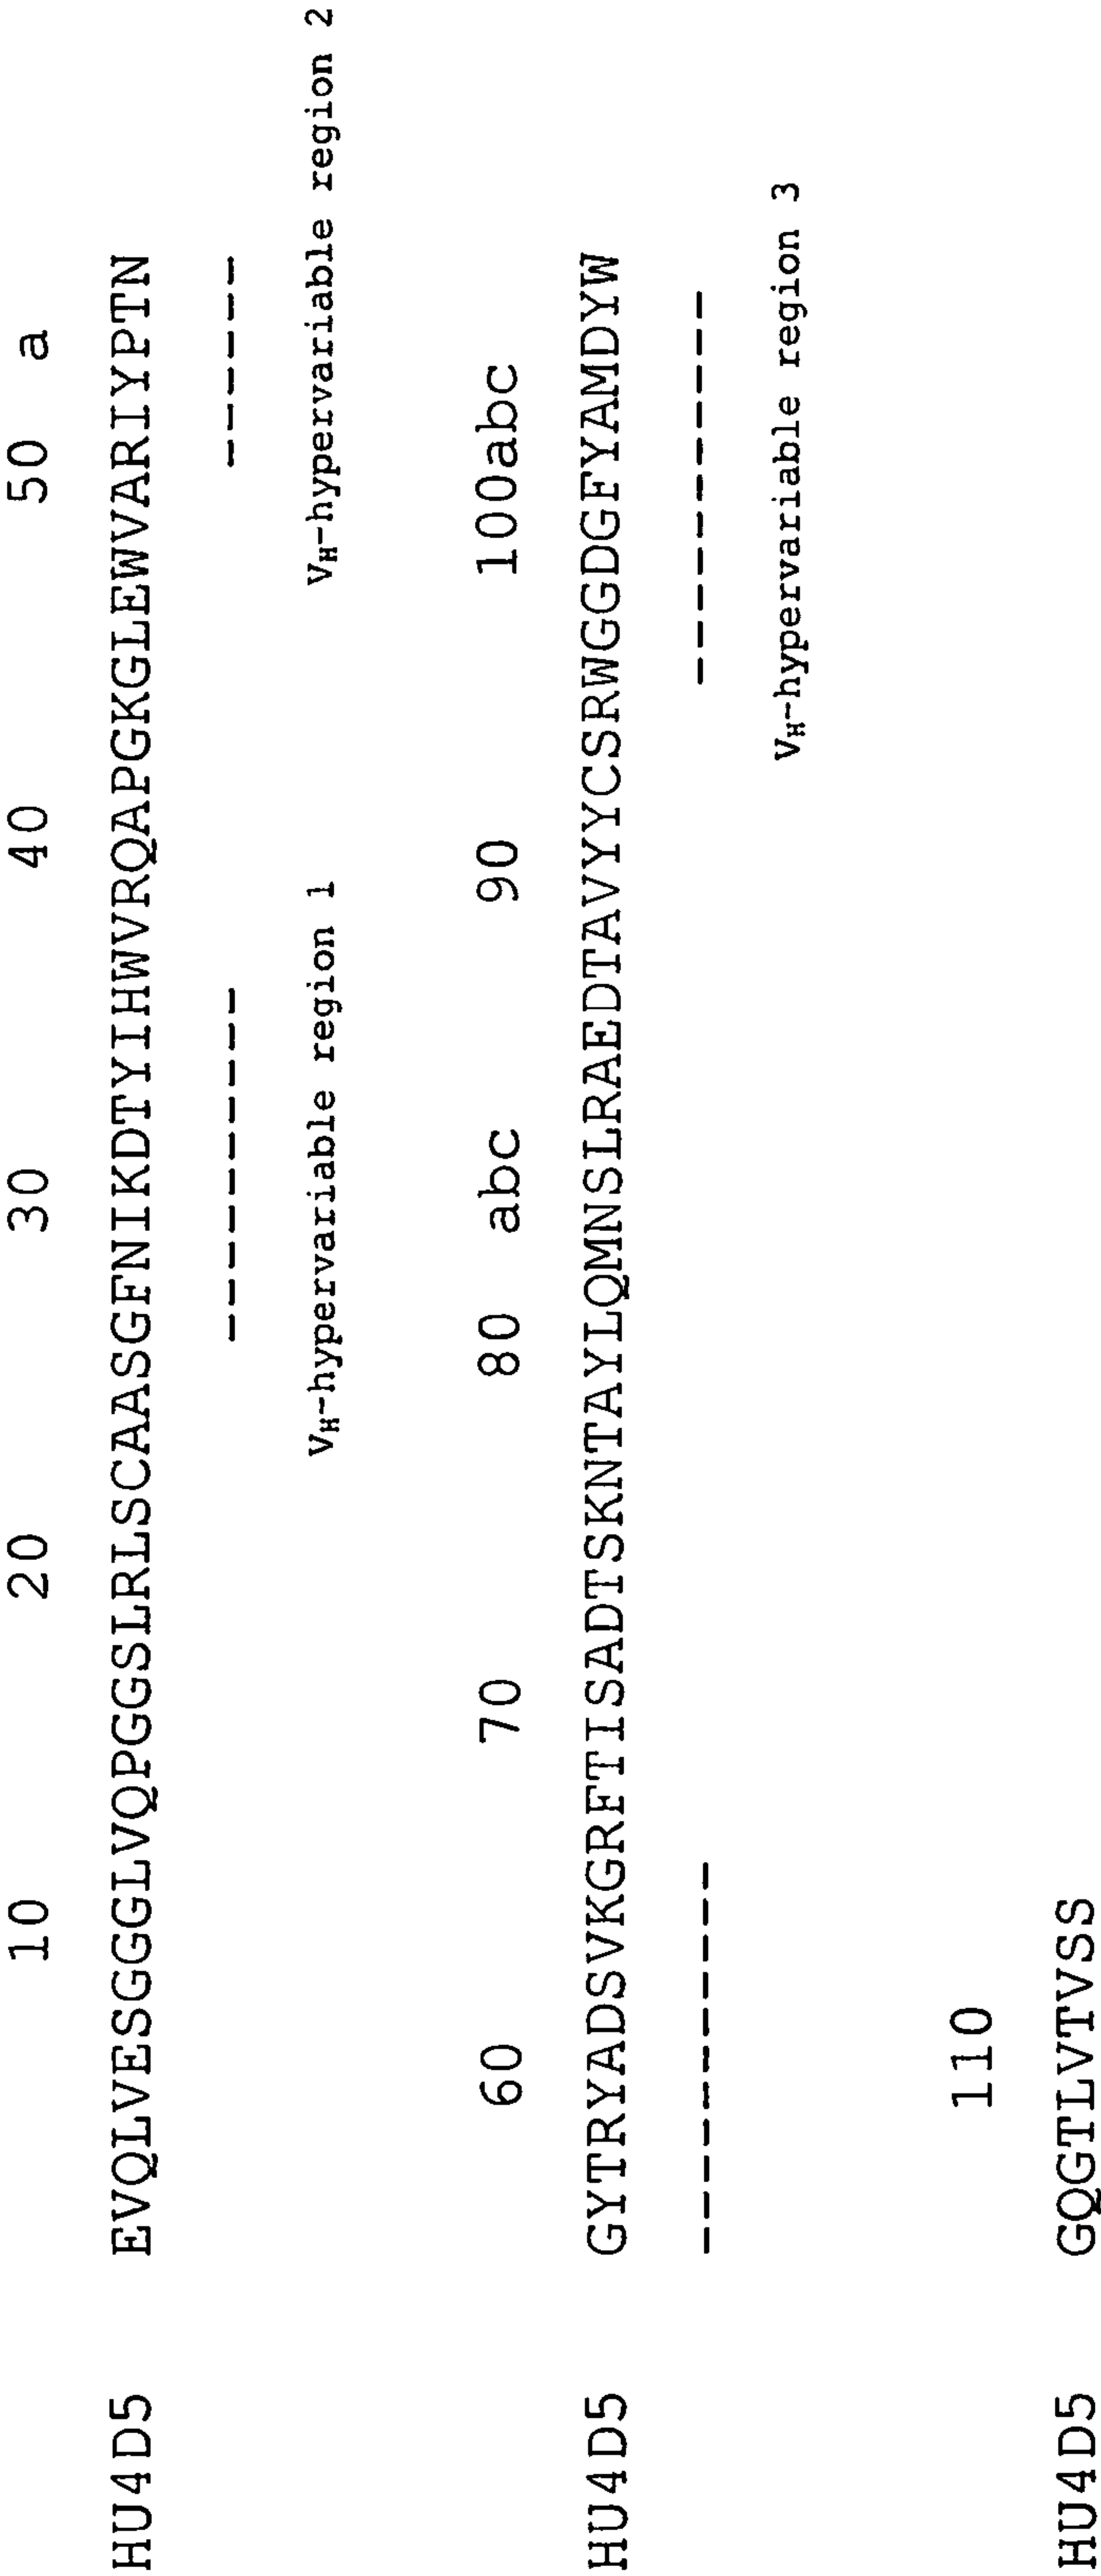 10 20 30 40 50 a
HU4D5 EVQLVESGGGLVQPGGSLRLSCAASGFNIKDTYIHWVRQAPGKGLEWVARIYPTN
---------- ------
VH-hypervariable region 1 VH-hypervariable region 2
60 70 80 abc 90 100abc
HU4D5 GYTRYADSVKGRFTISADTSKNTAYLQMNSLRAEDTAVYYCSRWGGDGFYAMDYW
----------- -----------
VH-hypervariable region 3
110
HU4D5 GQGTLVTVSS